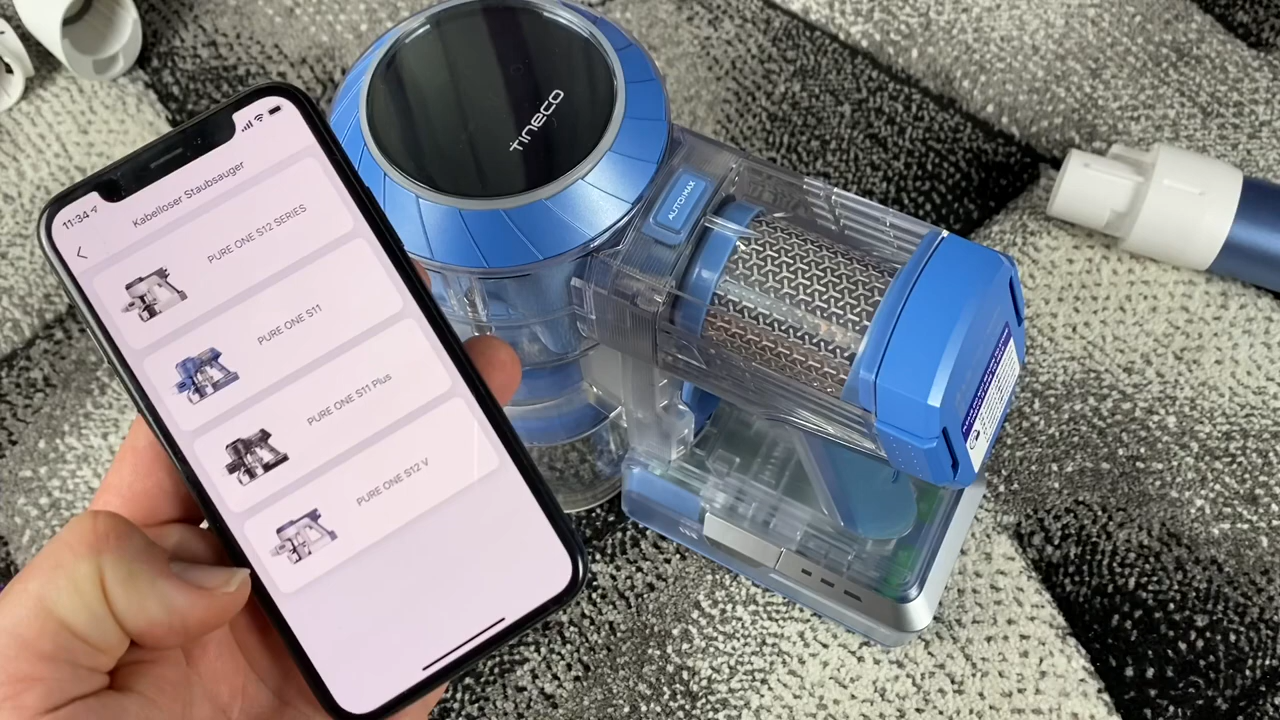 11:34
Kabelloser Staubsauger
PURE ONE S12 SERIES
PURE ONE S11
PURE ONE S11 Plus
PURE ONE S12 V
Tineco
AUTO/MAX